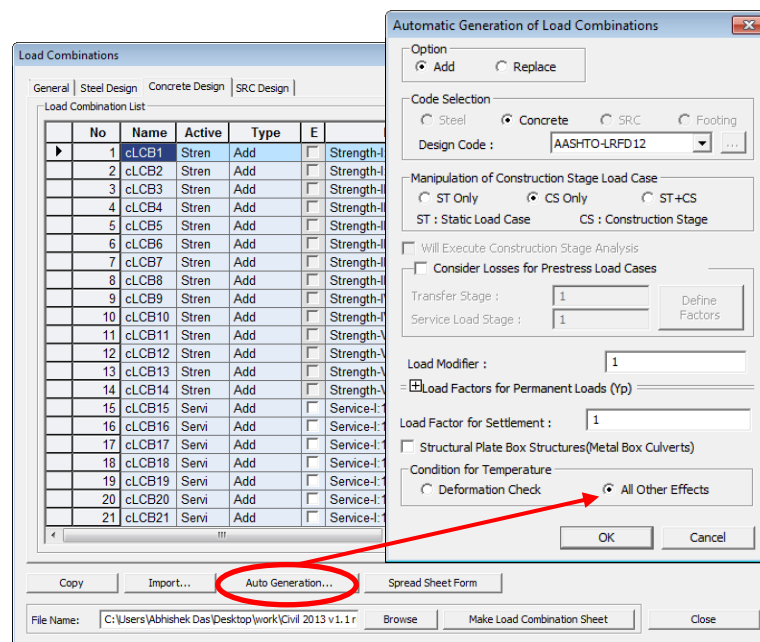 Load Combinations
General Steel Design Concrete Design SRC Design
Load Combination List
No Name Active Type E
1 cLCB1 Stren Add Strength-I:
2 cLCB2 Stren Add Strength-I:
3 cLCB3 Stren Add Strength-II
4 cLCB4 Stren Add Strength-II
5 cLCB5 Stren Add Strength-II
6 cLCB6 Stren Add Strength-II
7 cLCB7 Stren Add Strength-II
8 cLCB8 Stren Add Strength-II
9 cLCB9 Stren Add Strength-IV
10 cLCB10 Stren Add Strength-IV
11 cLCB11 Stren Add Strength-V
12 cLCB12 Stren Add Strength-V
13 cLCB13 Stren Add Strength-V
14 cLCB14 Stren Add Strength-V
15 cLCB15 Servi Add Service-I:1
16 cLCB16 Servi Add Service-I:1
17 cLCB17 Servi Add Service-I:1
18 cLCB18 Servi Add Service-I:1
19 cLCB19 Servi Add Service-I:1
20 cLCB20 Servi Add Service-I:1
21 cLCB21 Servi Add Service-I:1
Copy Import... Auto Generation... Spread Sheet Form
File Name: C:\Users\Abhishek Das\Desktop\work\Civil 2013 v1.1 r Browse Make Load Combination Sheet Close
Automatic Generation of Load Combinations
Option
Add Replace
Code Selection
Steel Concrete SRC Footing
Design Code : AASHTO-LRFD12 ...
Manipulation of Construction Stage Load Case
ST Only CS Only ST+CS
ST : Static Load Case CS : Construction Stage
Will Execute Construction Stage Analysis
Consider Losses for Prestress Load Cases
Transfer Stage : 1
Service Load Stage : 1
Define Factors
Load Modifier : 1
Load Factors for Permanent Loads (Yp)
Load Factor for Settlement : 1
Structural Plate Box Structures(Metal Box Culverts)
Condition for Temperature
Deformation Check All Other Effects
OK Cancel